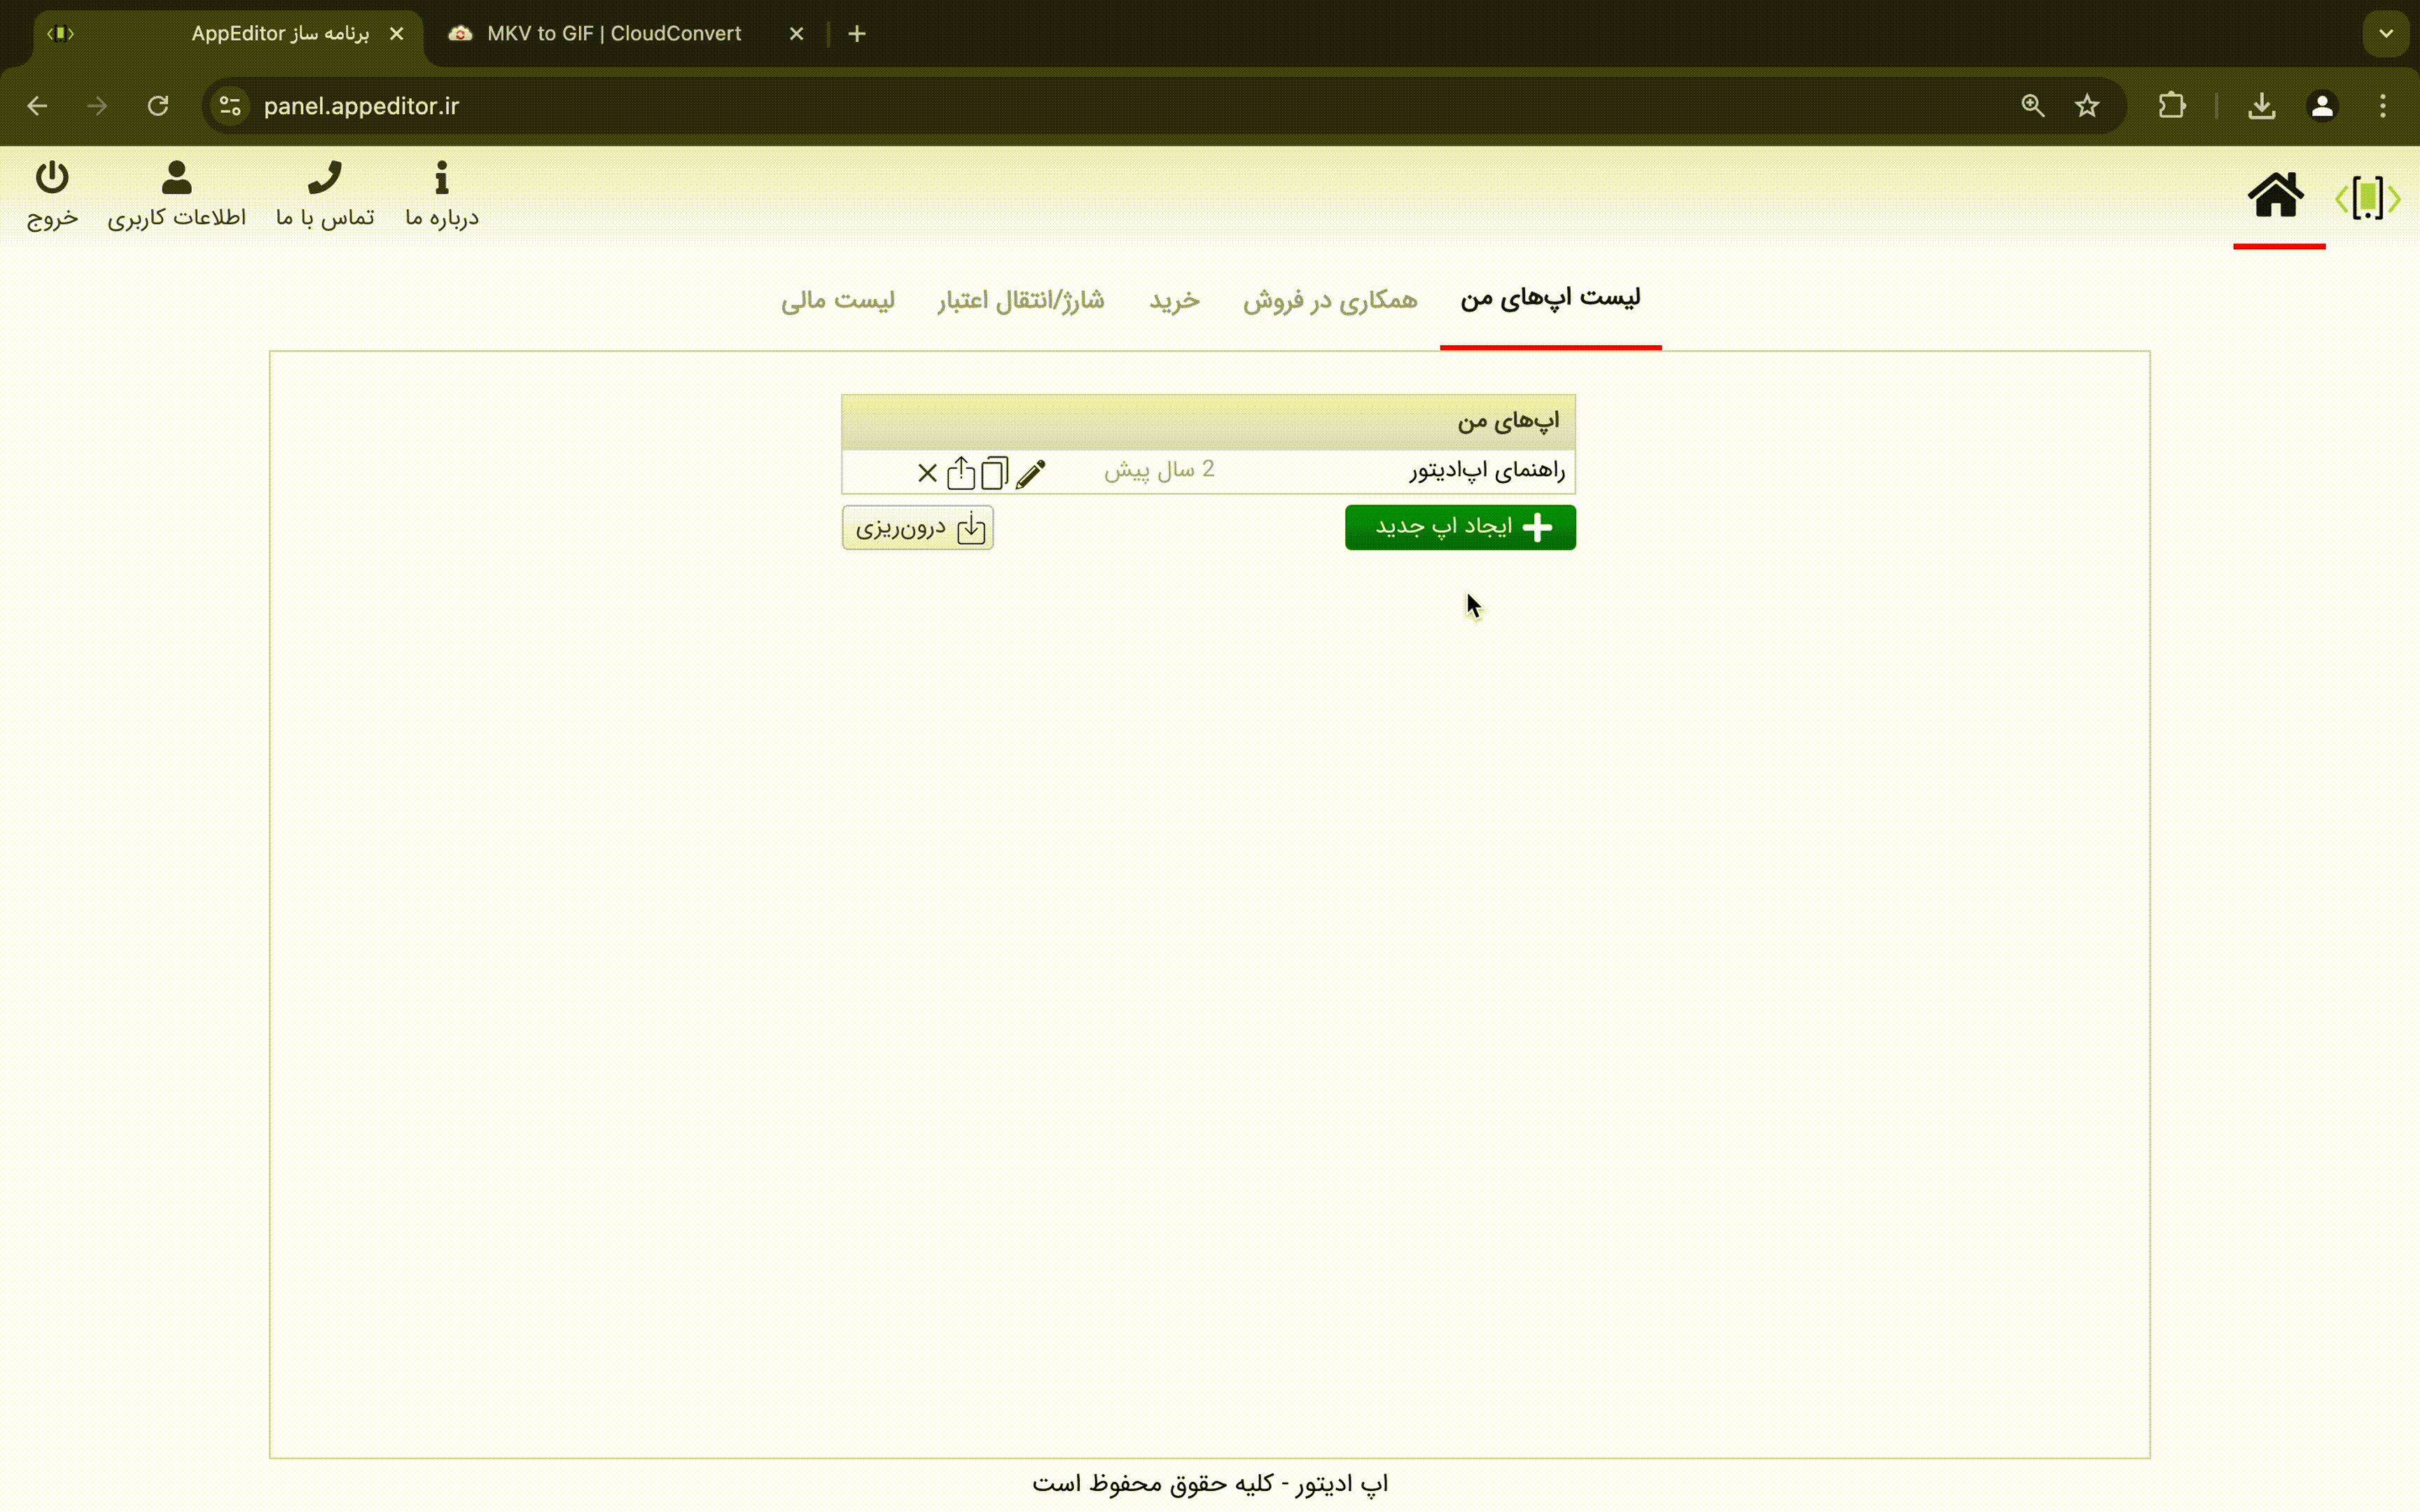 برنامه ساز AppEditor
MKV to GIF | CloudConvert
panel.appeditor.ir
درباره ما
تماس با ما
اطلاعات کاربری
خروج
لیست اپ‌های من
همکاری در فروش
خرید
شارژ/انتقال اعتبار
لیست مالی
اپ‌های من
راهنمای اپ‌ادیتور 2 سال پیش
ایجاد اپ جدید
درون‌ریزی
اپ ادیتور - کلیه حقوق محفوظ است